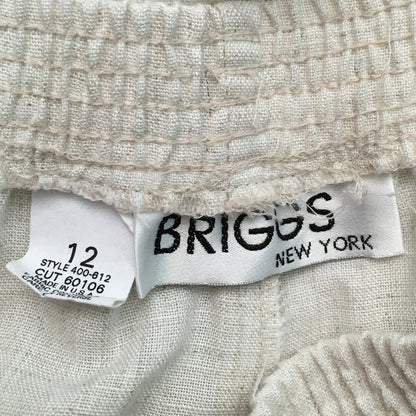 12
STYLE 400-612
CUT 60106
MADE IN U.S.A.
BRIGGS
NEW YORK